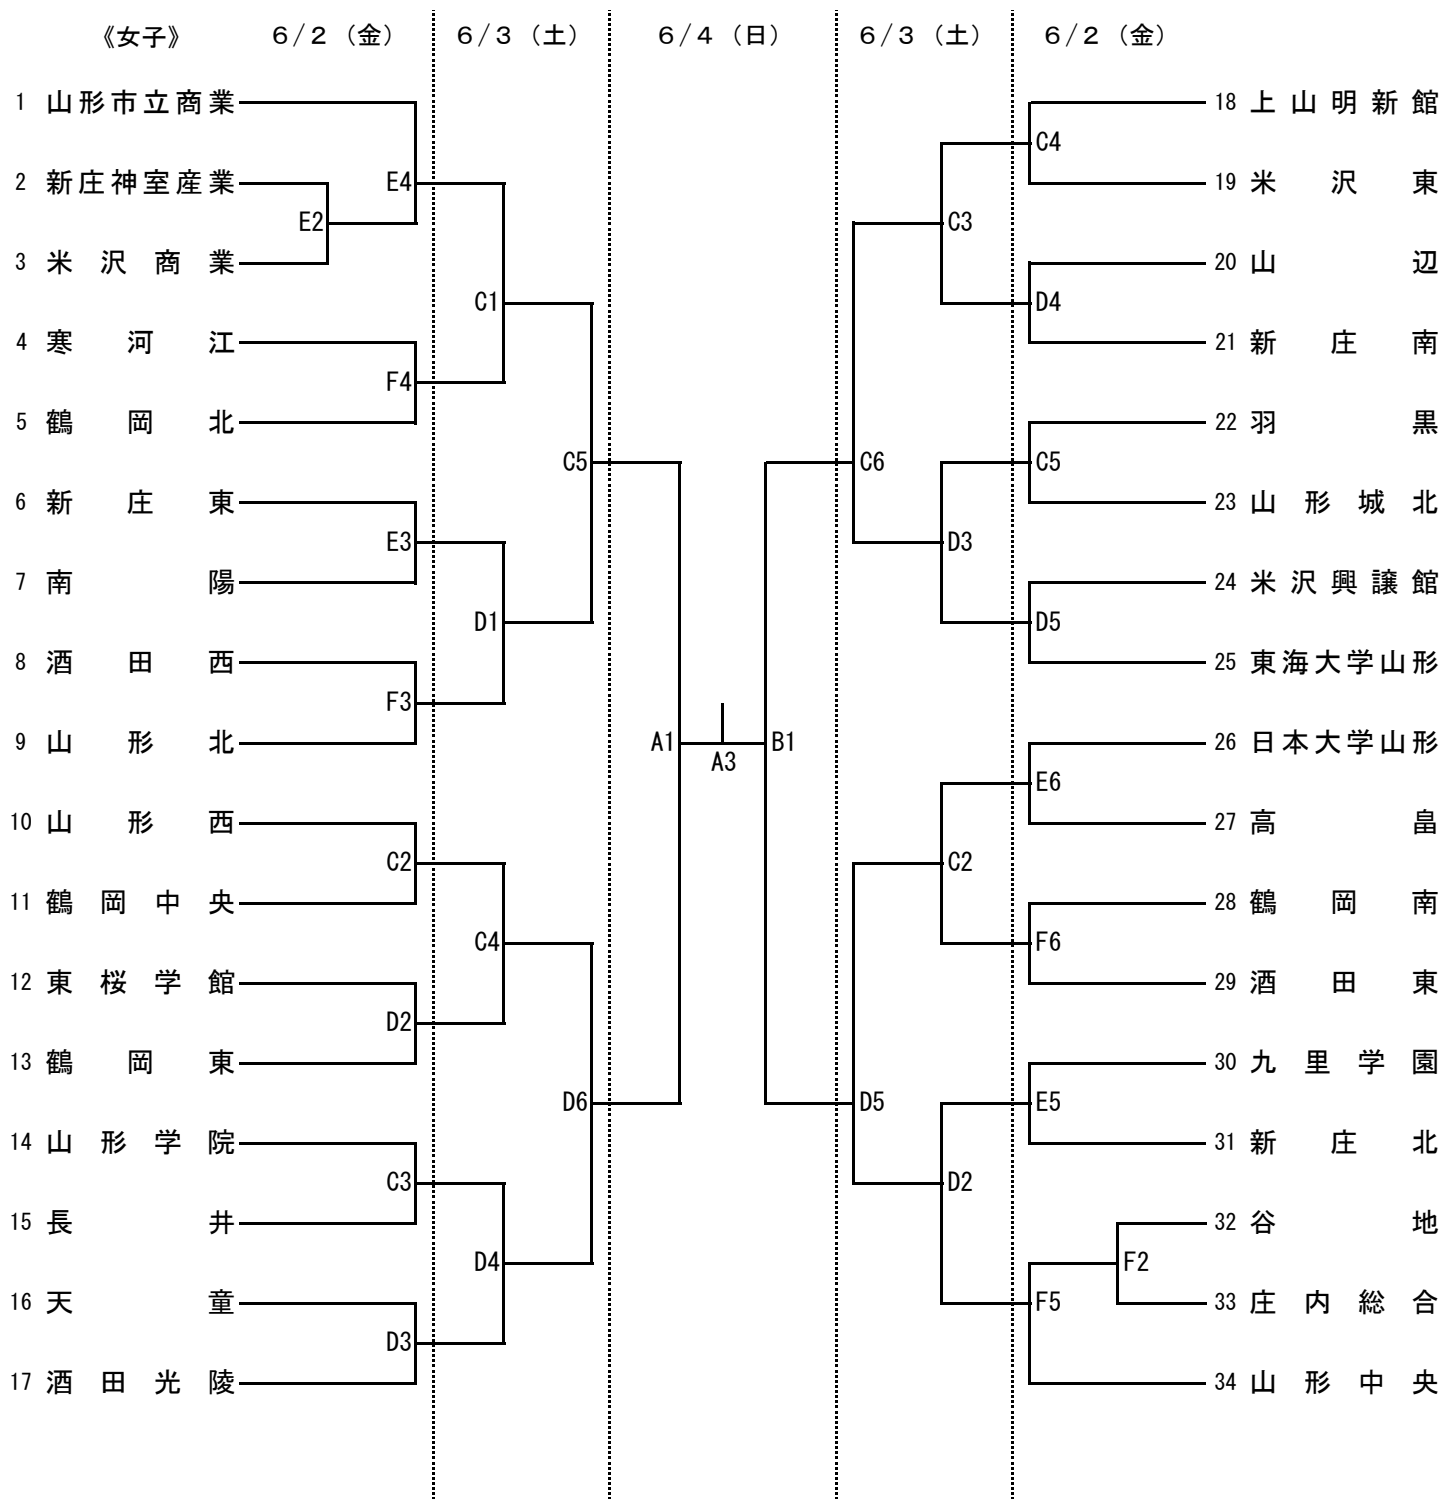 《女子》 6/2（金） 6/3（土） 6/4（日） 6/3（土） 6/2（金）
1 山形市立商業 18 上山明新館
C4
2 新庄神室産業 E4 19 米沢東
E2 C3
3 米沢商業 20 山辺
C1 D4
4 寒河江 21 新庄南
F4
5 鶴岡北 22 羽黒
C5 C6 C5
6 新庄東 23 山形城北
E3 D3
7 南陽 24 米沢興譲館
D1 D5
8 酒田西 25 東海大学山形
F3
9 山形北 A1 B1 26 日本大学山形
A3
E6
10 山形西 27 高畠
C2 C2
11 鶴岡中央 28 鶴岡南
C4 F6
12 東桜学館 29 酒田東
D2
13 鶴岡東 30 九里学園
D6 D5 E5
14 山形学院 31 新庄北
C3 D2
15 長井 32 谷地
D4 F2
16 天童 F5 33 庄内総合
D3
17 酒田光陵 34 山形中央